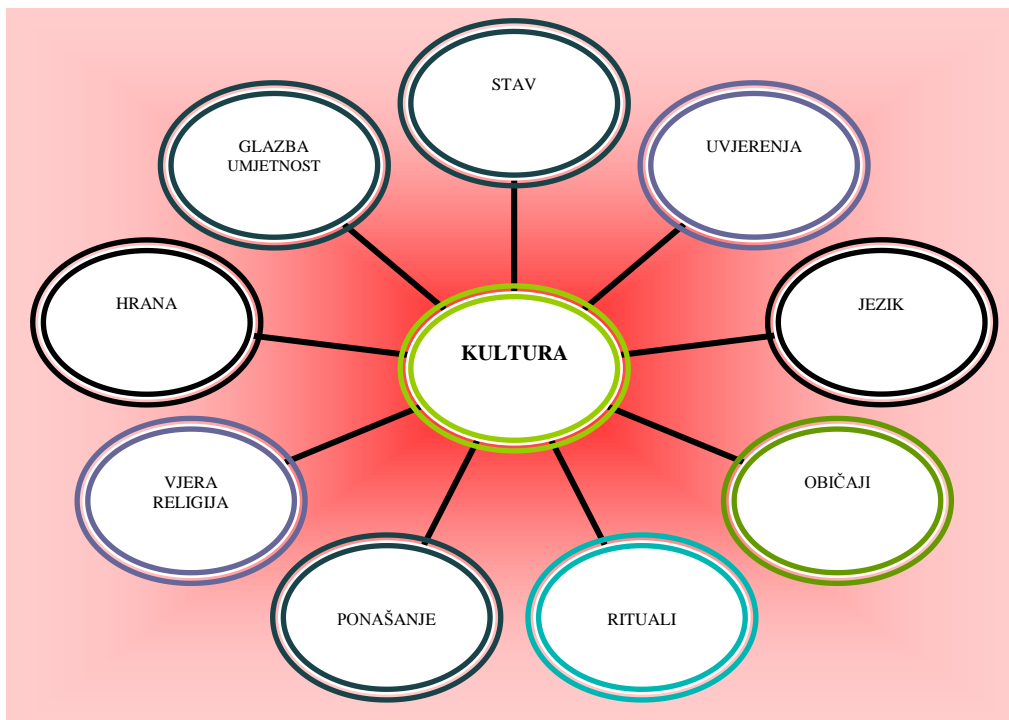 STAV
GLAZBA
UMJETNOST
UVJERENJA
HRANA
JEZIK
KULTURA
VJERA
RELIGIJA
OBIČAJI
PONAŠANJE
RITUALI